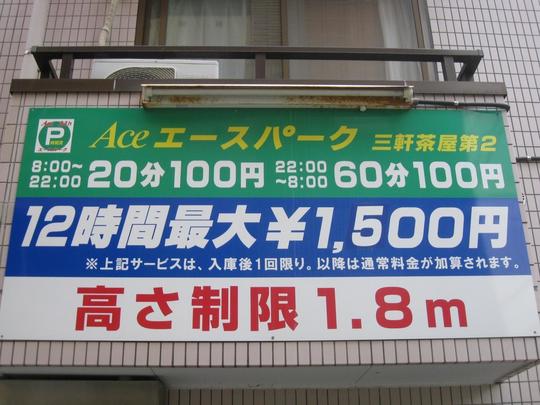 P
Ace エースパーク 三軒茶屋第2
8:00~22:00 20分100円 22:00~8:00 60分100円
12時間最大¥1,500円
※上記サービスは、入庫後1回限り。以降は通常料金が加算されます。
高さ制限1.8m